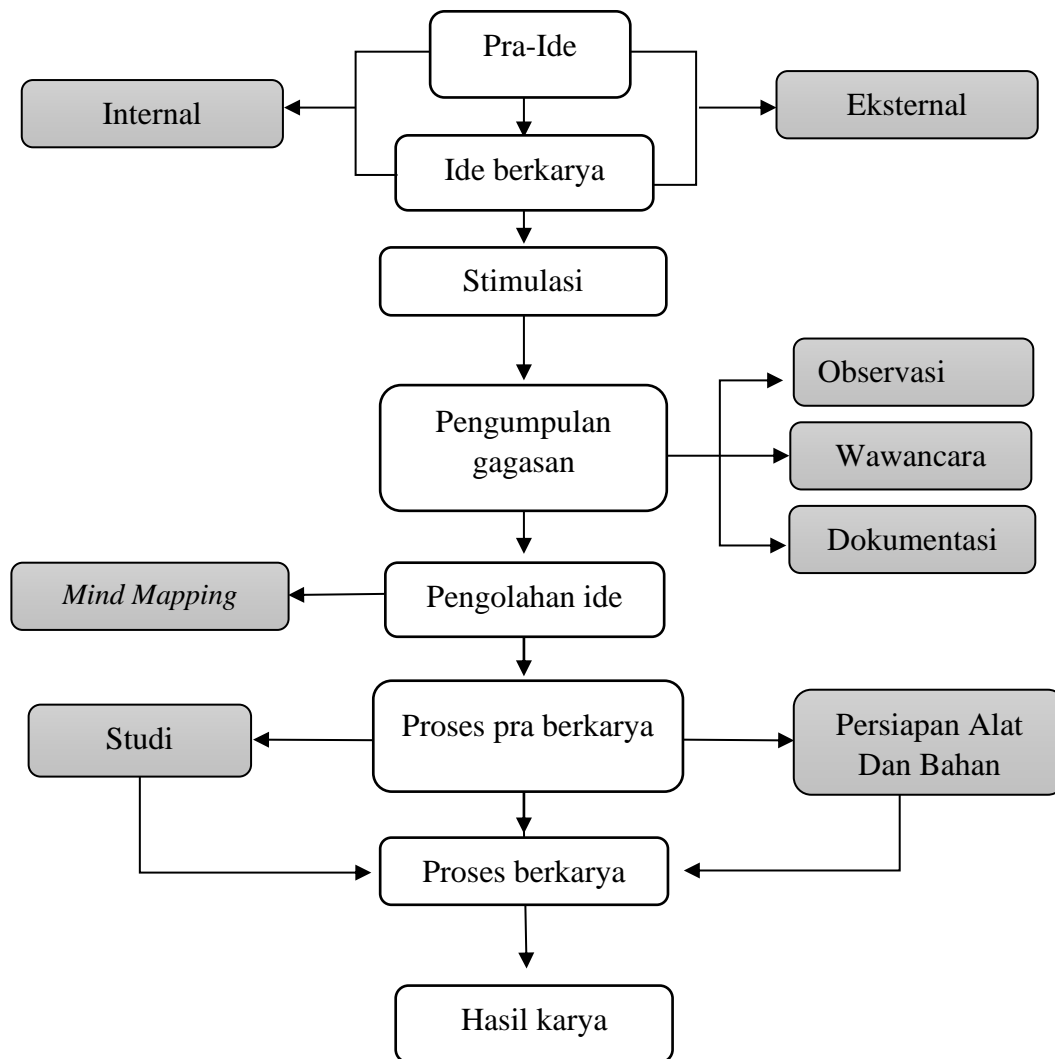 Pra-Ide
Internal
Eksternal
Ide berkarya
Stimulasi
Pengumpulan
gagasan
Observasi
Wawancara
Dokumentasi
Mind Mapping
Pengolahan ide
Proses pra berkarya
Studi
Persiapan Alat
Dan Bahan
Proses berkarya
Hasil karya